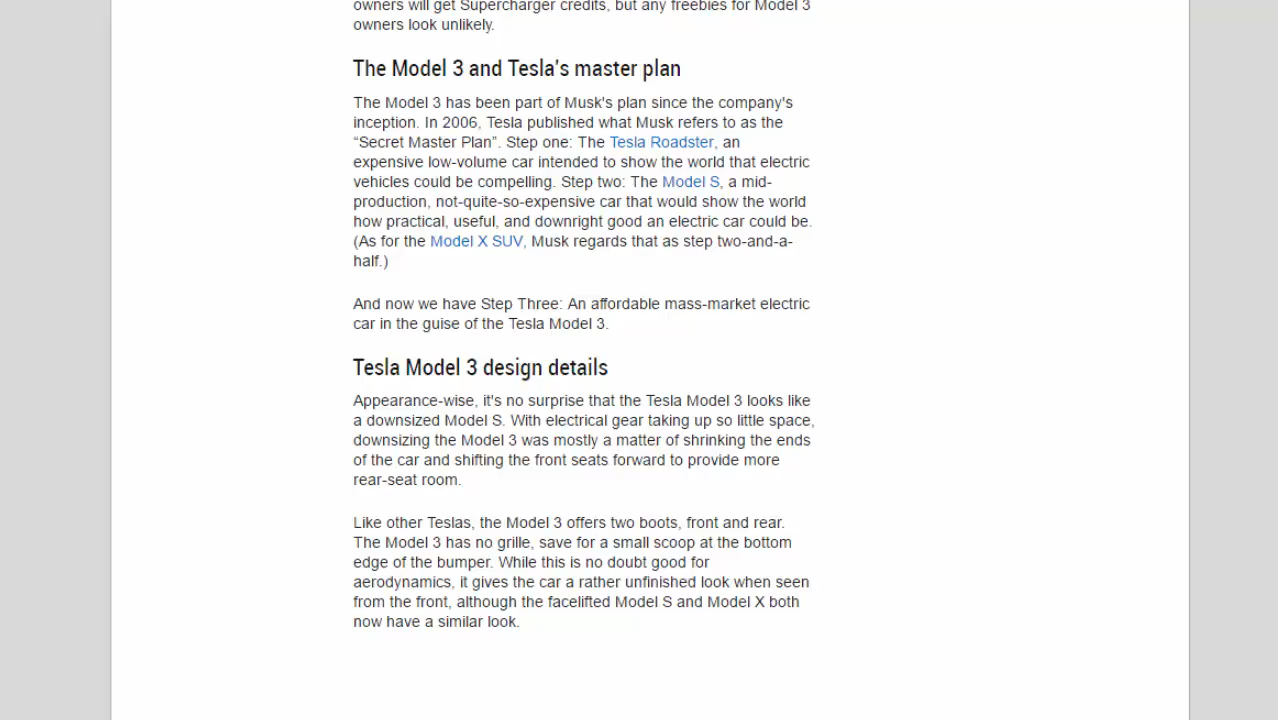 owners will get Supercharger credits, but any freebies for Model 3
owners look unlikely.
The Model 3 and Tesla's master plan
The Model 3 has been part of Musk's plan since the company's
inception. In 2006, Tesla published what Musk refers to as the
“Secret Master Plan”. Step one: The Tesla Roadster, an
expensive low-volume car intended to show the world that electric
vehicles could be compelling. Step two: The Model S, a mid-
production, not-quite-so-expensive car that would show the world
how practical, useful, and downright good an electric car could be.
(As for the Model X SUV, Musk regards that as step two-and-a-
half.)
And now we have Step Three: An affordable mass-market electric
car in the guise of the Tesla Model 3.
Tesla Model 3 design details
Appearance-wise, it's no surprise that the Tesla Model 3 looks like
a downsized Model S. With electrical gear taking up so little space,
downsizing the Model 3 was mostly a matter of shrinking the ends
of the car and shifting the front seats forward to provide more
rear-seat room.
Like other Teslas, the Model 3 offers two boots, front and rear.
The Model 3 has no grille, save for a small scoop at the bottom
edge of the bumper. While this is no doubt good for
aerodynamics, it gives the car a rather unfinished look when seen
from the front, although the facelifted Model S and Model X both
now have a similar look.